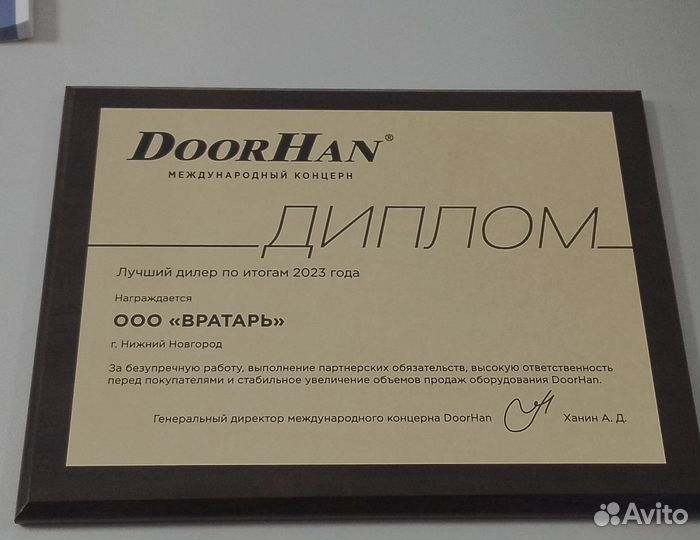 DOORHAN®
МЕЖДУНАРОДНЫЙ КОНЦЕРН
ДИПЛОМ
Лучший дилер по итогам 2023 года
Награждается
ООО «ВРАТАРЬ»
г. Нижний Новгород
За безупречную работу, выполнение партнерских обязательств, высокую ответственность
перед покупателями и стабильное увеличение объемов продаж оборудования DoorHan.
Генеральный директор международного концерна DoorHan Ханин А. Д.
Avito